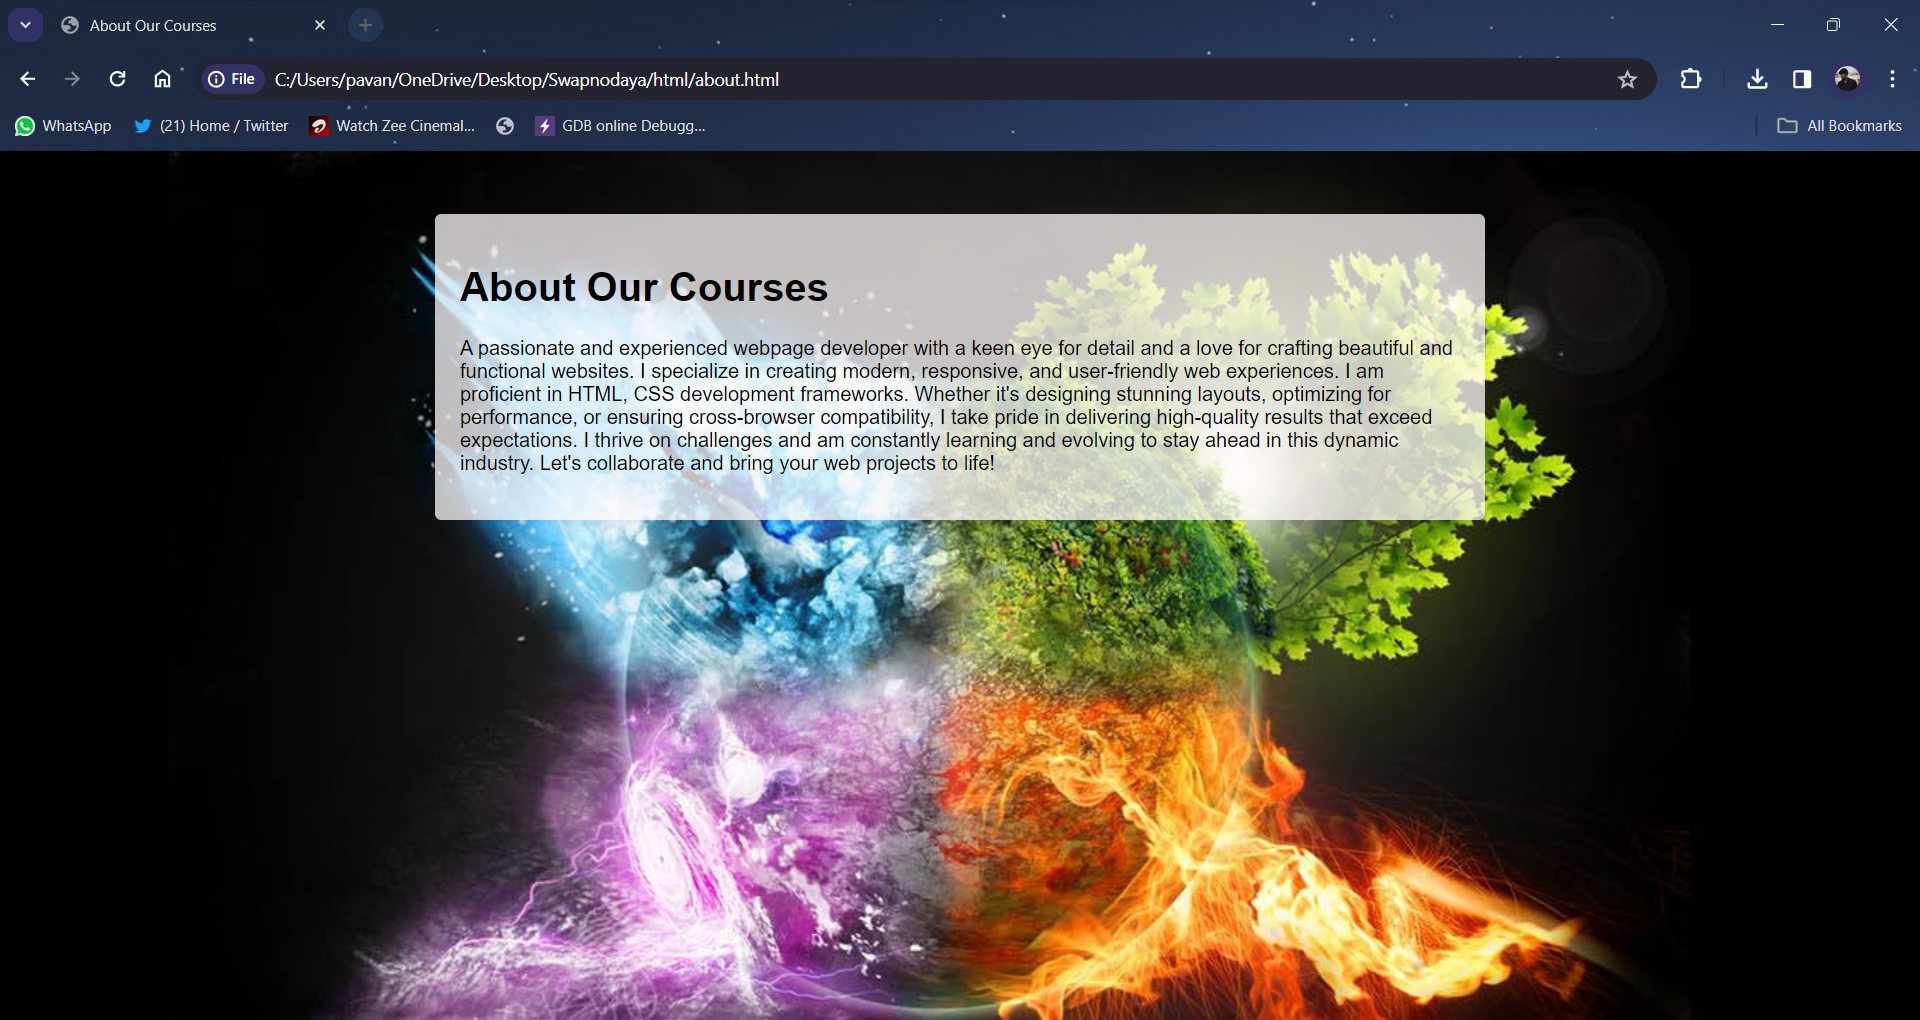 About Our Courses
File C:/Users/pavan/OneDrive/Desktop/Swapnodaya/html/about.html
WhatsApp (21) Home / Twitter Watch Zee Cinemal... GDB online Debugg... All Bookmarks
About Our Courses
A passionate and experienced webpage developer with a keen eye for detail and a love for crafting beautiful and
functional websites. I specialize in creating modern, responsive, and user-friendly web experiences. I am
proficient in HTML, CSS development frameworks. Whether it's designing stunning layouts, optimizing for
performance, or ensuring cross-browser compatibility, I take pride in delivering high-quality results that exceed
expectations. I thrive on challenges and am constantly learning and evolving to stay ahead in this dynamic
industry. Let's collaborate and bring your web projects to life!